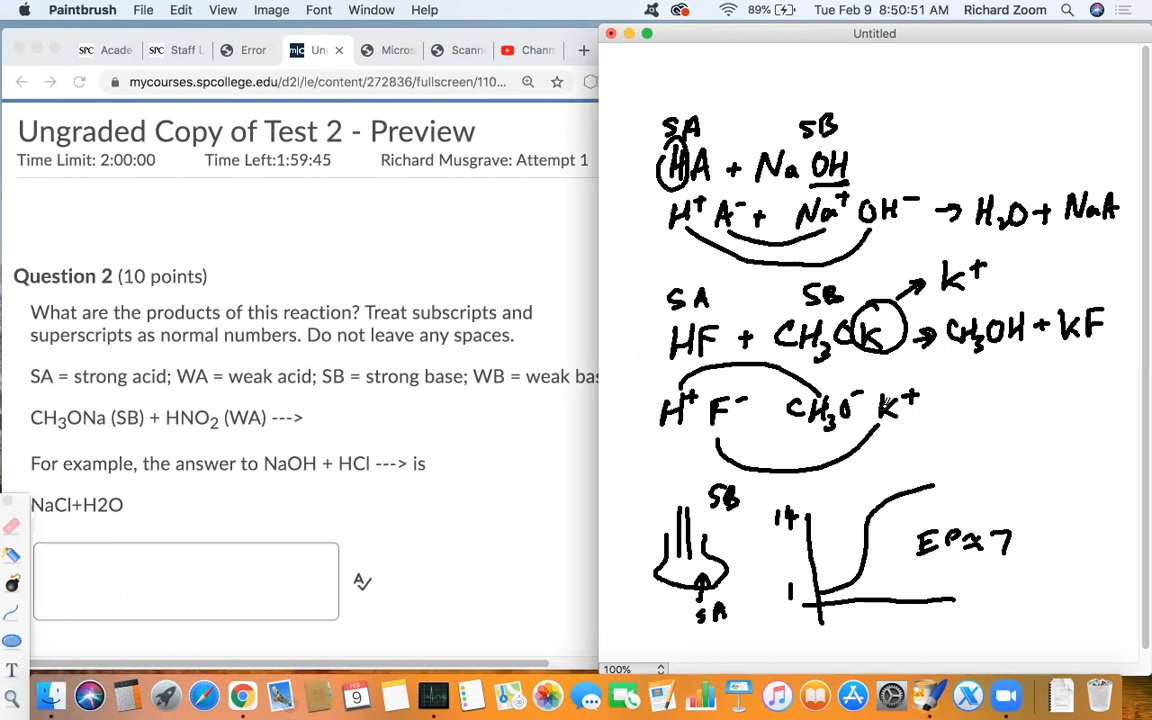 Paintbrush File Edit View Image Font Window Help 89% Tue Feb 9 8:50:51 AM Richard Zoom
SPC Acade SPC Staff L Error Un Micros Scann Chann
mycourses.spcollege.edu/d2l/le/content/272836/fullscreen/110...
Ungraded Copy of Test 2 - Preview
Time Limit: 2:00:00 Time Left:1:59:45 Richard Musgrave: Attempt 1
Question 2 (10 points)
What are the products of this reaction? Treat subscripts and
superscripts as normal numbers. Do not leave any spaces.
SA = strong acid; WA = weak acid; SB = strong base; WB = weak bas
CH₃ONa (SB) + HNO₂ (WA) --->
For example, the answer to NaOH + HCl ---> is
NaCl+H2O
T
Untitled
SA SB
HA + NaOH
H⁺ A⁻ + Na⁺ OH⁻ → H₂O + NaA
K⁺
SA SB
HF + CH₃OK → CH₃OH + KF
H⁺ F⁻ CH₃O⁻ K⁺
SB
14
EP≈7
1
SA
100%
9